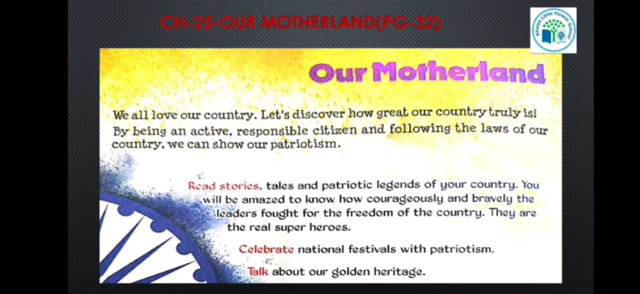 CH-25-OUR MOTHERLAND(PG-32)
Our Motherland
We all love our country. Let's discover how great our country truly is!
By being an active, responsible citizen and following the laws of our
country, we can show our patriotism.
Read stories, tales and patriotic legends of your country. You
will be amazed to know how courageously and bravely the
leaders fought for the freedom of the country. They are
the real super heroes.
Celebrate national festivals with patriotism.
Talk about our golden heritage.